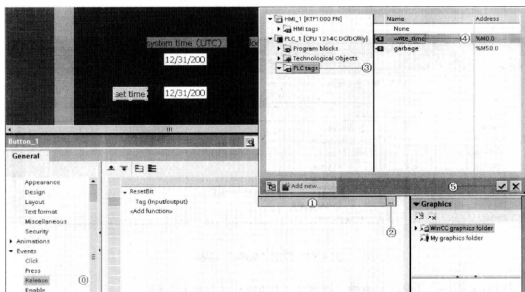 system time (UTC)
12/31/200
set time
12/31/200
HMI_1 [KTP1000 PN]
HMI tags
PLC_1 [CPU 1214C DC/DC/Rly]
Program blocks
Technological Objects
PLC tags
③
Name
Address
None
write_time
④
%M0.0
garbage
%M50.0
Add new...
⑤
Button_1
General
Appearance
Design
Layout
Text format
Miscellaneous
Security
Animations
Events
Click
Press
Release
⓪
Enable
ResetBit
Tag (Input/output)
<Add function>
①
...
②
Graphics
WinCC graphics folder
My graphics folder